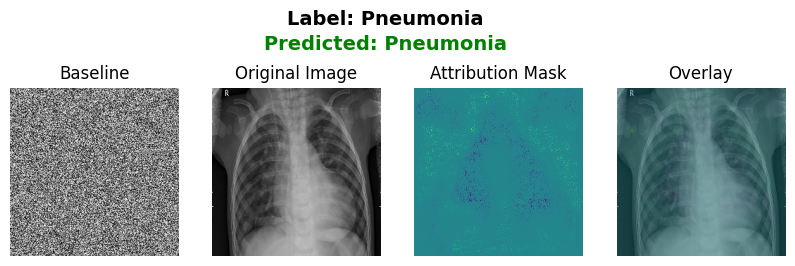 Label: Pneumonia
Predicted: Pneumonia
Baseline
Original Image
Attribution Mask
Overlay
R
R